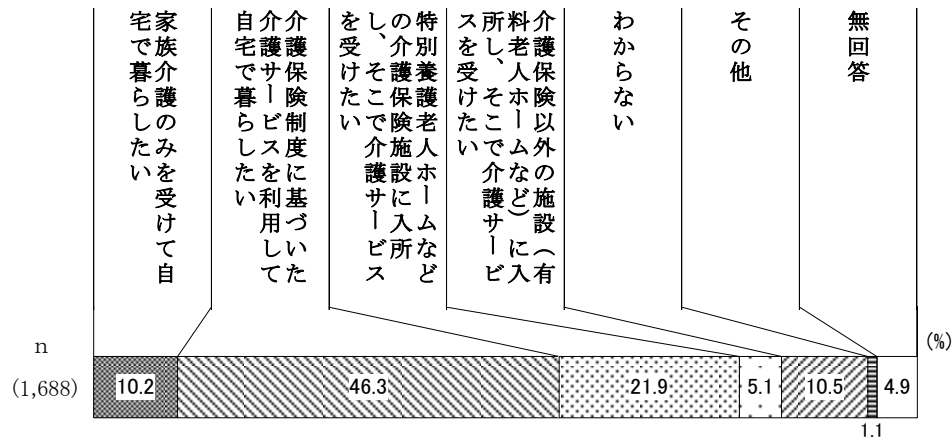 家族介護のみを受けて自
宅で暮らしたい
介護保険制度に基づいた
介護サービスを利用して
自宅で暮らしたい
特別養護老人ホームなど
の介護保険施設に入所
し、そこで介護サービス
を受けたい
介護保険以外の施設(有
料老人ホームなど)に入
所し、そこで介護サービ
スを受けたい
わからない
その他
無回答
(%)
n
(1,688)
10.2
46.3
21.9
5.1
10.5
1.1
4.9